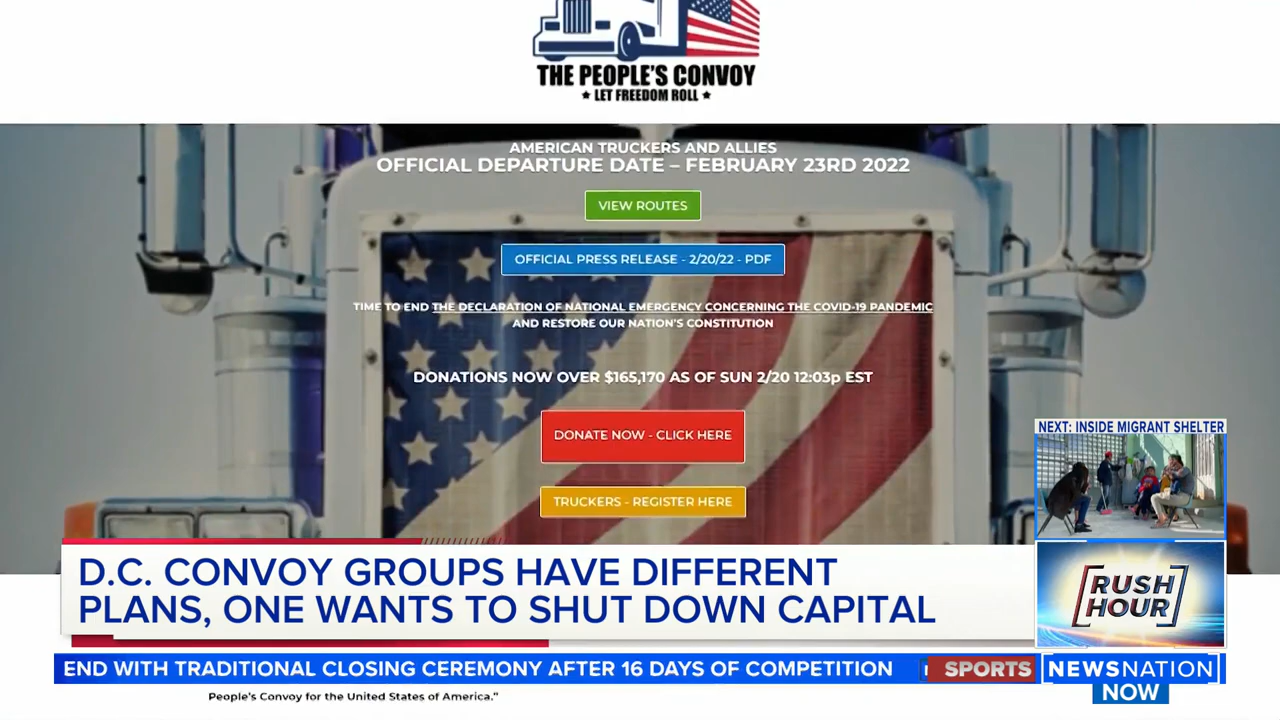 THE PEOPLE'S CONVOY
★ LET FREEDOM ROLL ★
AMERICAN TRUCKERS AND ALLIES
OFFICIAL DEPARTURE DATE – FEBRUARY 23RD 2022
VIEW ROUTES
OFFICIAL PRESS RELEASE - 2/20/22 - PDF
TIME TO END THE DECLARATION OF NATIONAL EMERGENCY CONCERNING THE COVID-19 PANDEMIC
AND RESTORE OUR NATION'S CONSTITUTION
DONATIONS NOW OVER $165,170 AS OF SUN 2/20 12:03p EST
DONATE NOW - CLICK HERE
TRUCKERS - REGISTER HERE
NEXT: INSIDE MIGRANT SHELTER
RUSH
HOUR
D.C. CONVOY GROUPS HAVE DIFFERENT
PLANS, ONE WANTS TO SHUT DOWN CAPITAL
END WITH TRADITIONAL CLOSING CEREMONY AFTER 16 DAYS OF COMPETITION
SPORTS
NEWSNATION
NOW
People's Convoy for the United States of America."